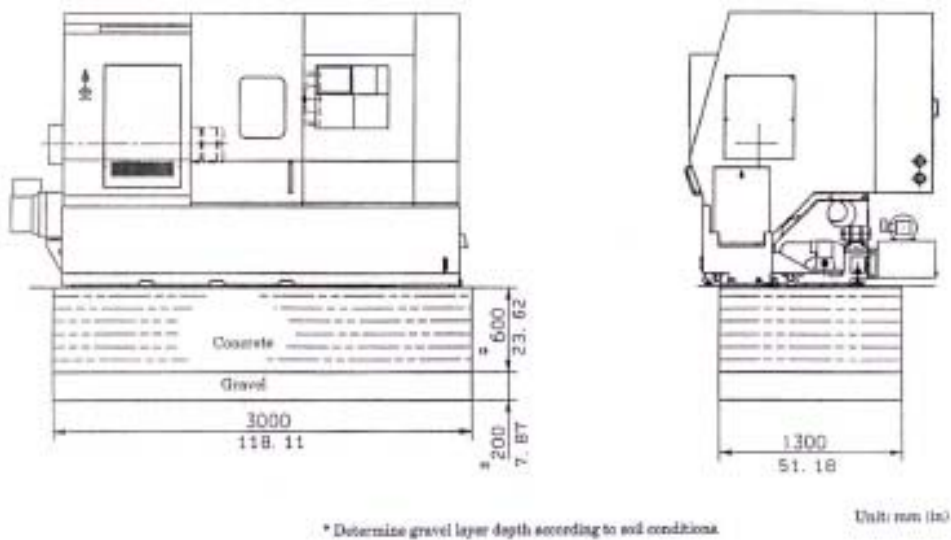 Concrete
Gravel
* 600
23.62
3000
118.11
* 200
7.87
1300
51.18
* Determine gravel layer depth according to soil conditions
Unit: mm (in)